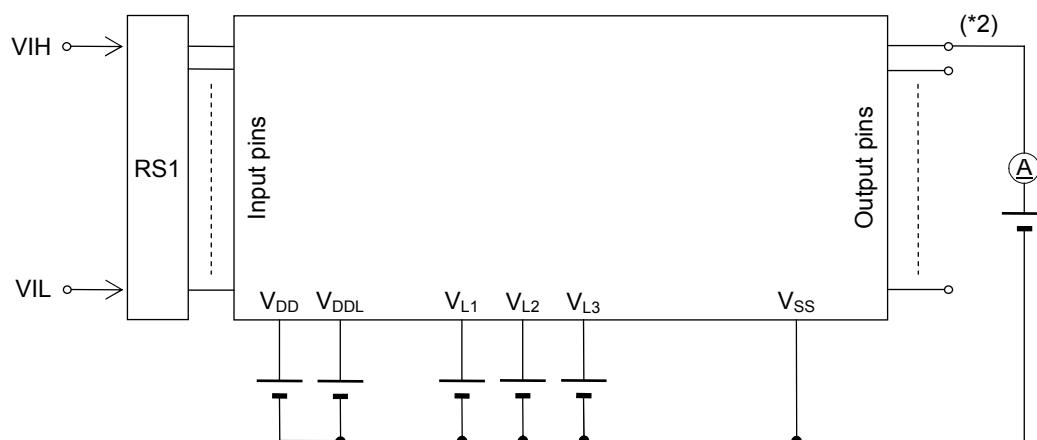 (*2)
VIH
RS1
Input pins
Output pins
A
VIL
VDD
VDDL
VL1
VL2
VL3
VSS